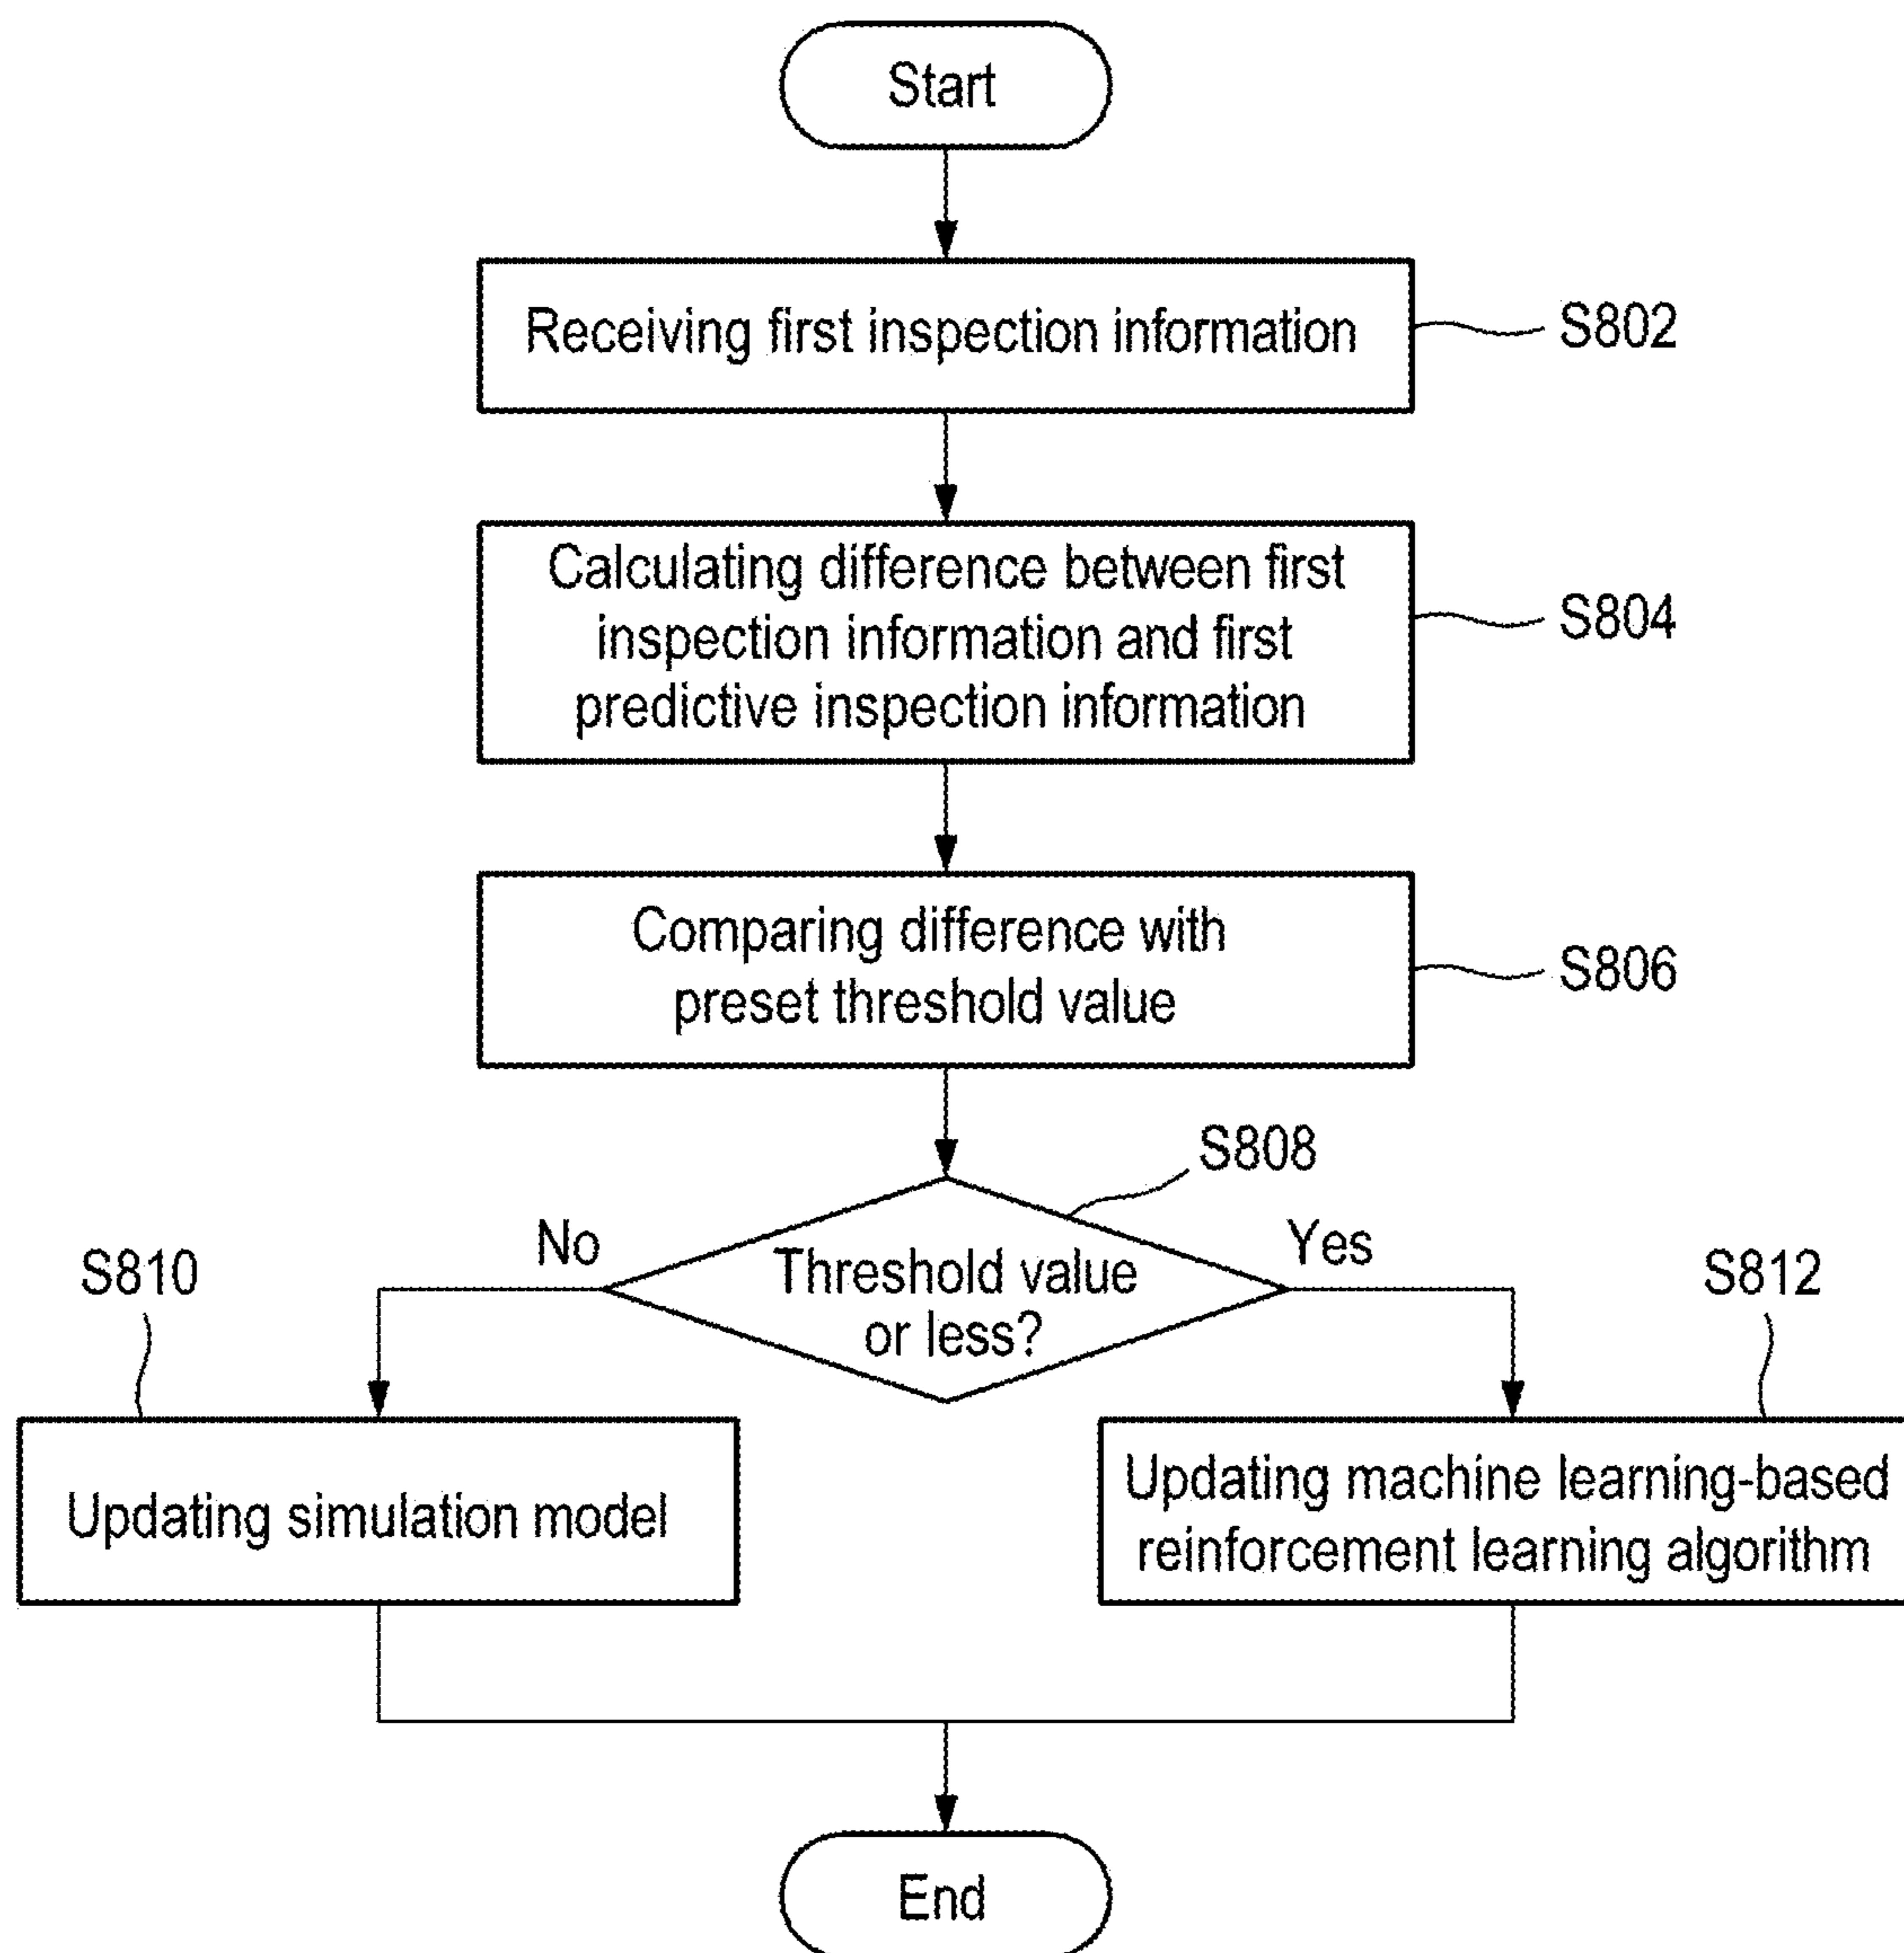 Start
Receiving first inspection information
S802
Calculating difference between first
inspection information and first
predictive inspection information
S804
Comparing difference with
preset threshold value
S806
S808
No
Threshold value
or less?
Yes
S810
Updating simulation model
S812
Updating machine learning-based
reinforcement learning algorithm
End